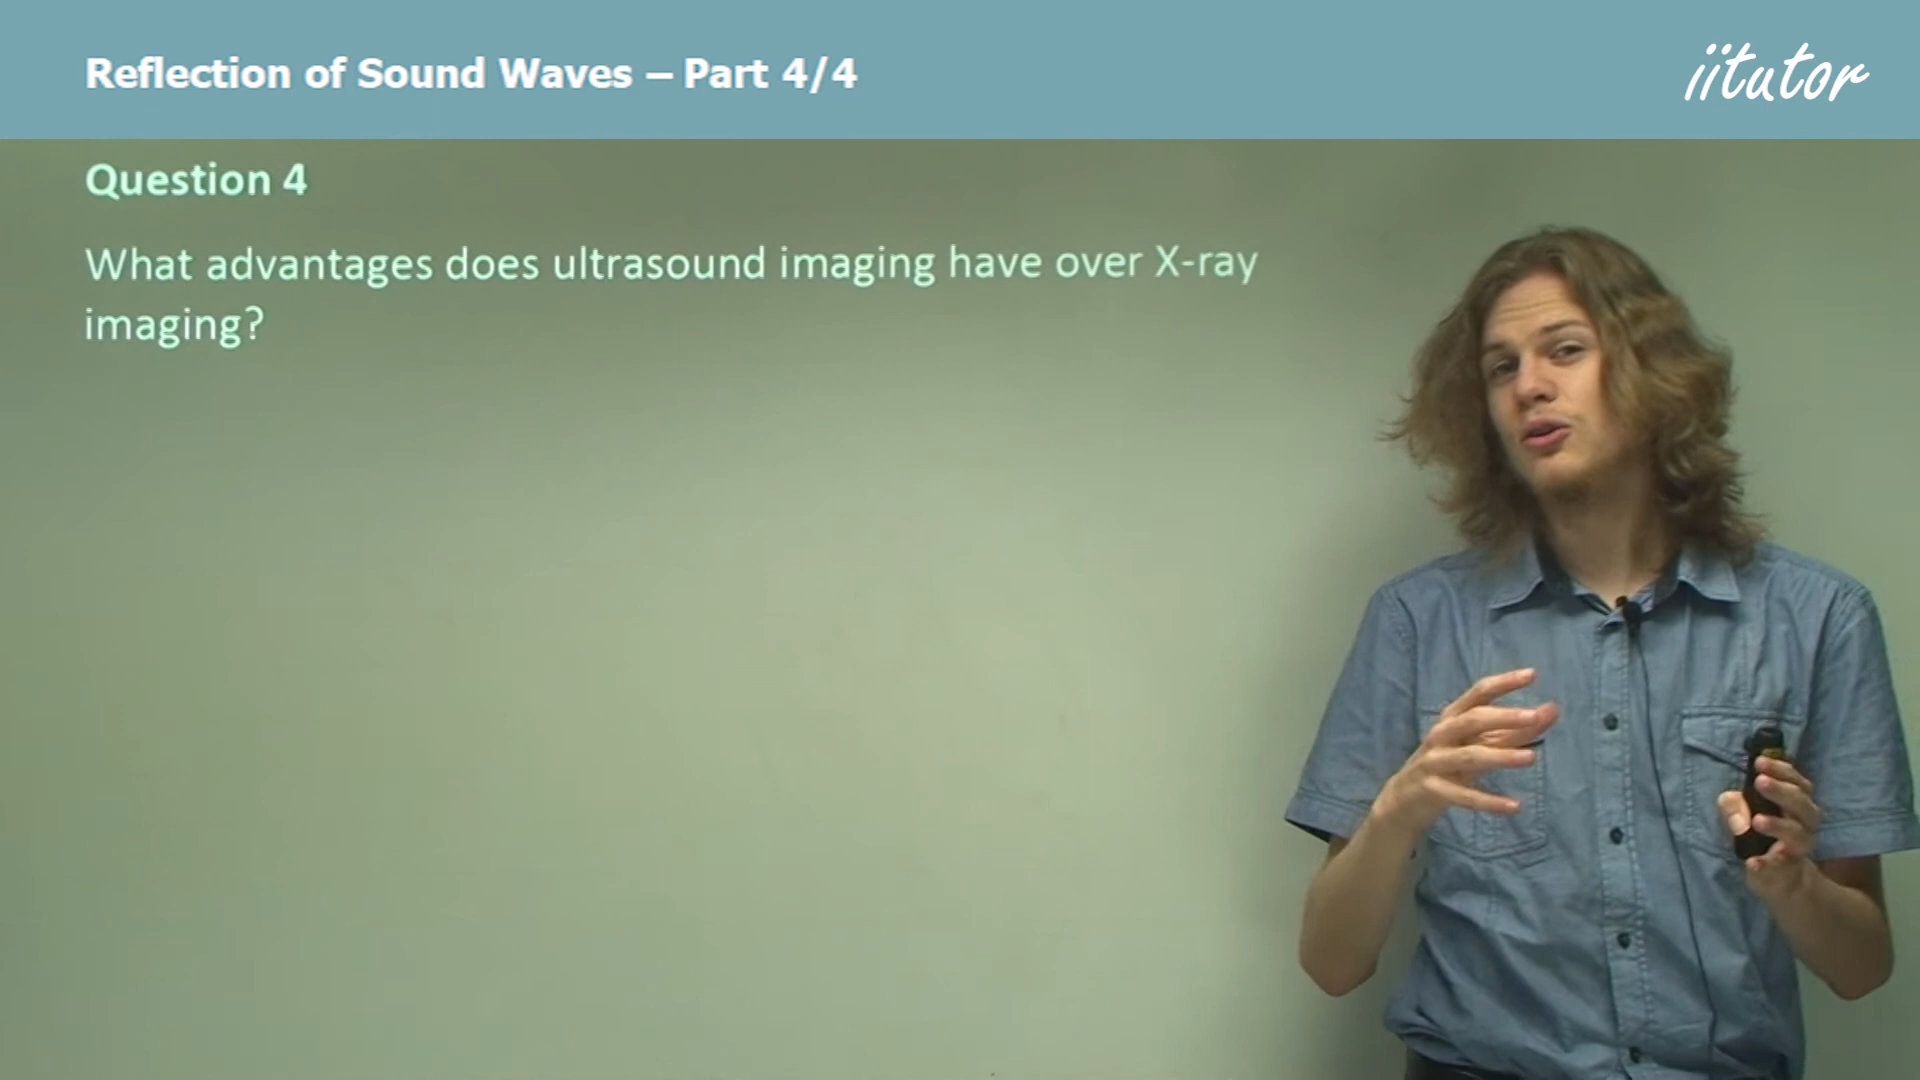 Reflection of Sound Waves – Part 4/4
iitutor
Question 4
What advantages does ultrasound imaging have over X-ray
imaging?